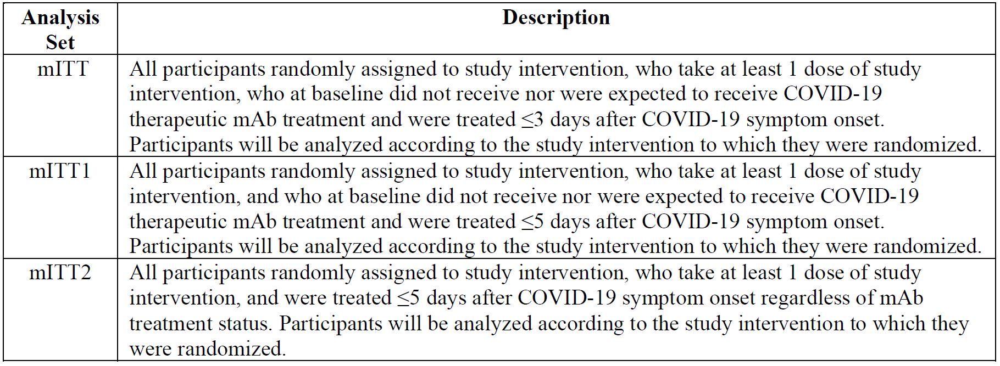 Analysis
Set
Description
mITT
All participants randomly assigned to study intervention, who take at least 1 dose of study
intervention, who at baseline did not receive nor were expected to receive COVID-19
therapeutic mAb treatment and were treated ≤3 days after COVID-19 symptom onset.
Participants will be analyzed according to the study intervention to which they were randomized.
mITT1
All participants randomly assigned to study intervention, who take at least 1 dose of study
intervention, and who at baseline did not receive nor were expected to receive COVID-19
therapeutic mAb treatment and were treated ≤5 days after COVID-19 symptom onset.
Participants will be analyzed according to the study intervention to which they were randomized.
mITT2
All participants randomly assigned to study intervention, who take at least 1 dose of study
intervention, and were treated ≤5 days after COVID-19 symptom onset regardless of mAb
treatment status. Participants will be analyzed according to the study intervention to which they
were randomized.